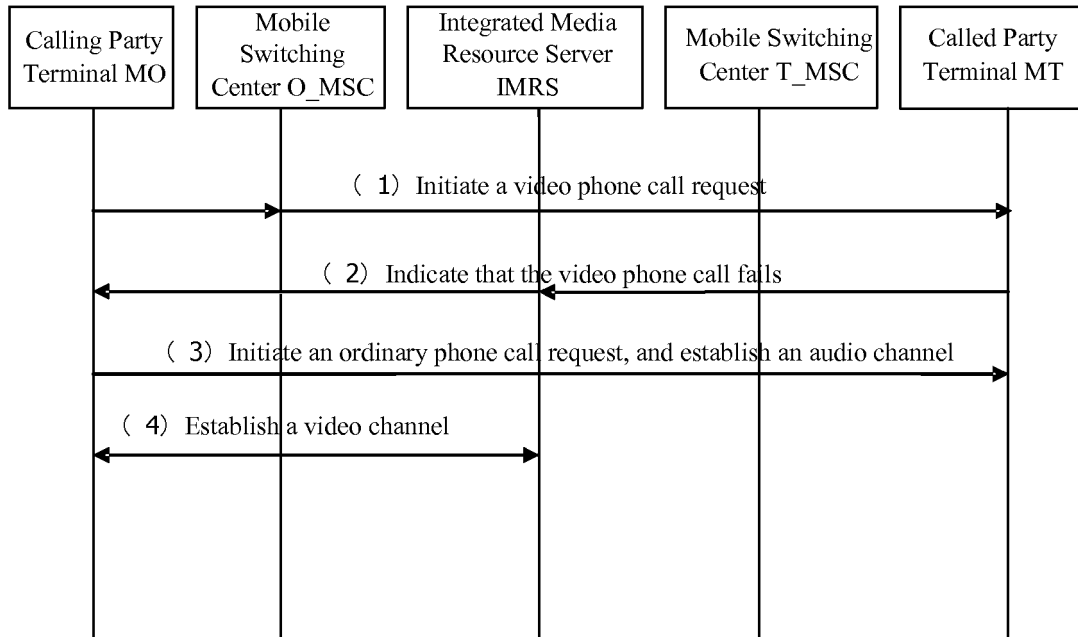 Calling Party
Terminal MO
Mobile
Switching
Center O_MSC
Integrated Media
Resource Server
IMRS
Mobile Switching
Center T_MSC
Called Party
Terminal MT
（ 1）Initiate a video phone call request
（ 2）Indicate that the video phone call fails
（ 3）Initiate an ordinary phone call request, and establish an audio channel
（ 4）Establish a video channel